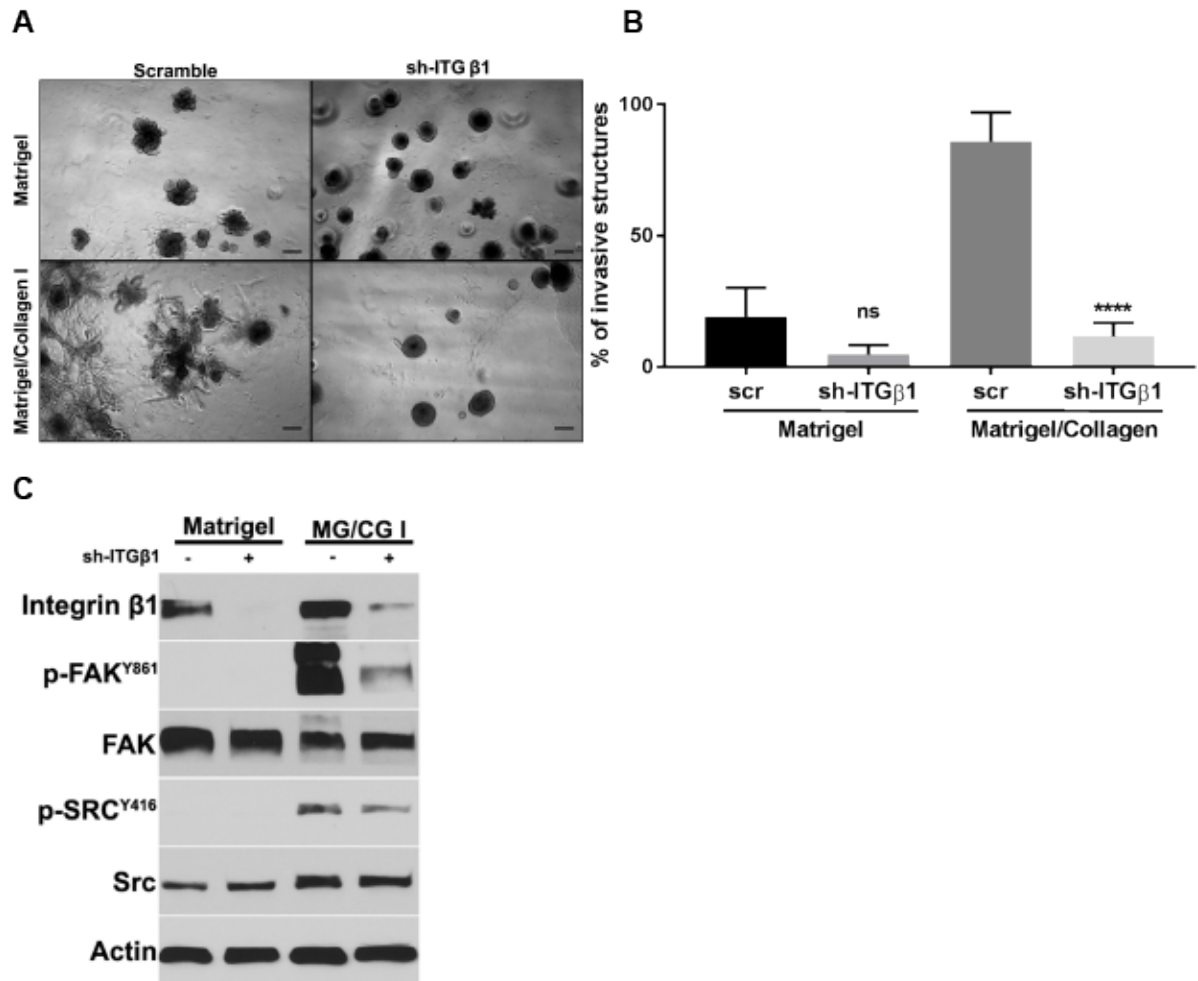 A
Scramble
sh-ITG β1
Matrigel
Matrigel/Collagen I
B
% of invasive structures
100
50
0
ns
****
scr
sh-ITGβ1
scr
sh-ITGβ1
Matrigel
Matrigel/Collagen
C
Matrigel
MG/CG I
sh-ITGβ1
-
+
-
+
Integrin β1
p-FAKY861
FAK
p-SRCY416
Src
Actin